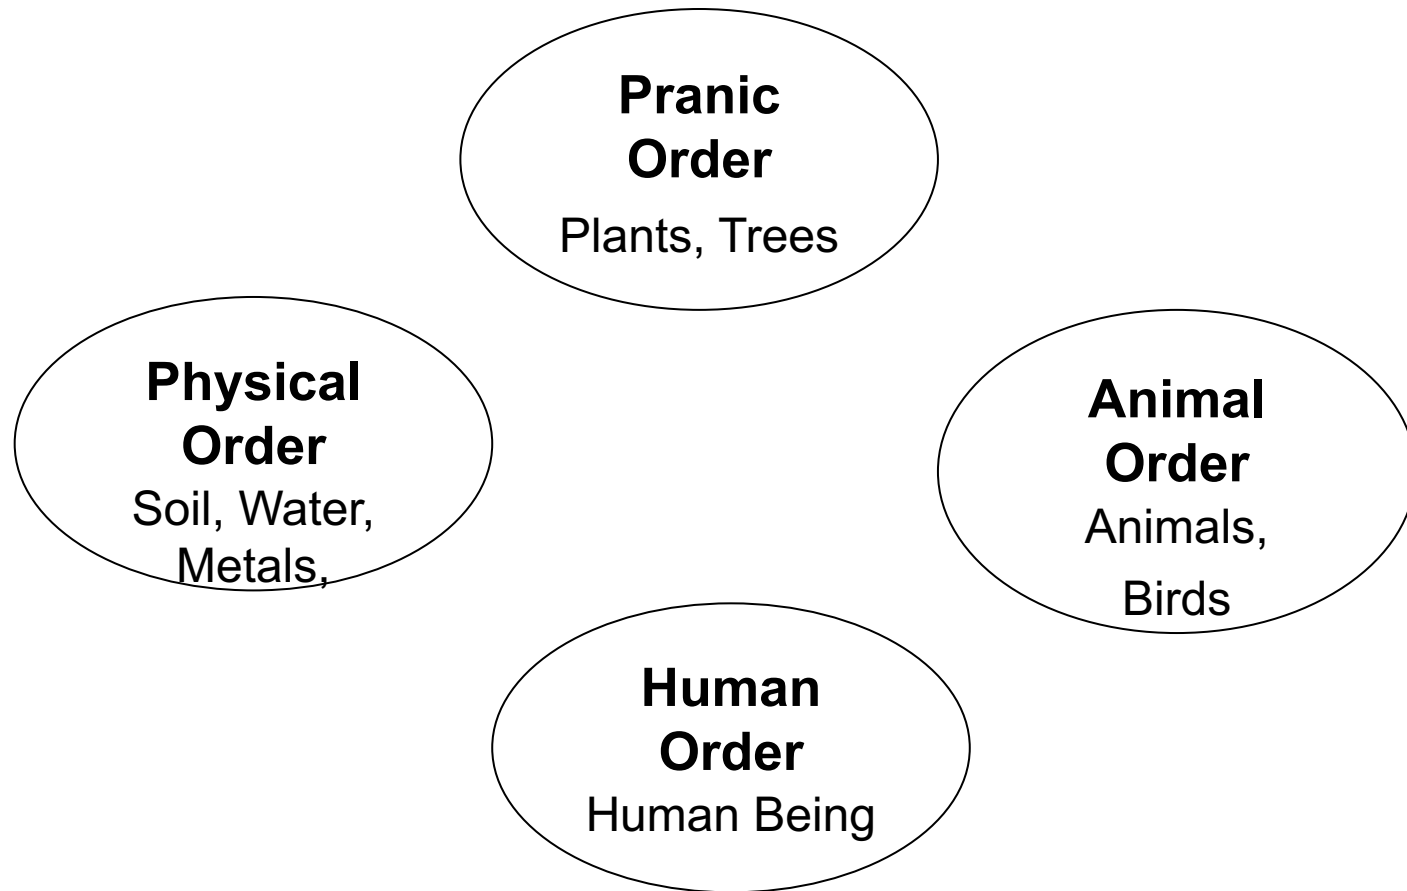 Pranic
Order
Plants, Trees
Physical
Order
Soil, Water,
Metals,
Animal
Order
Animals,
Birds
Human
Order
Human Being